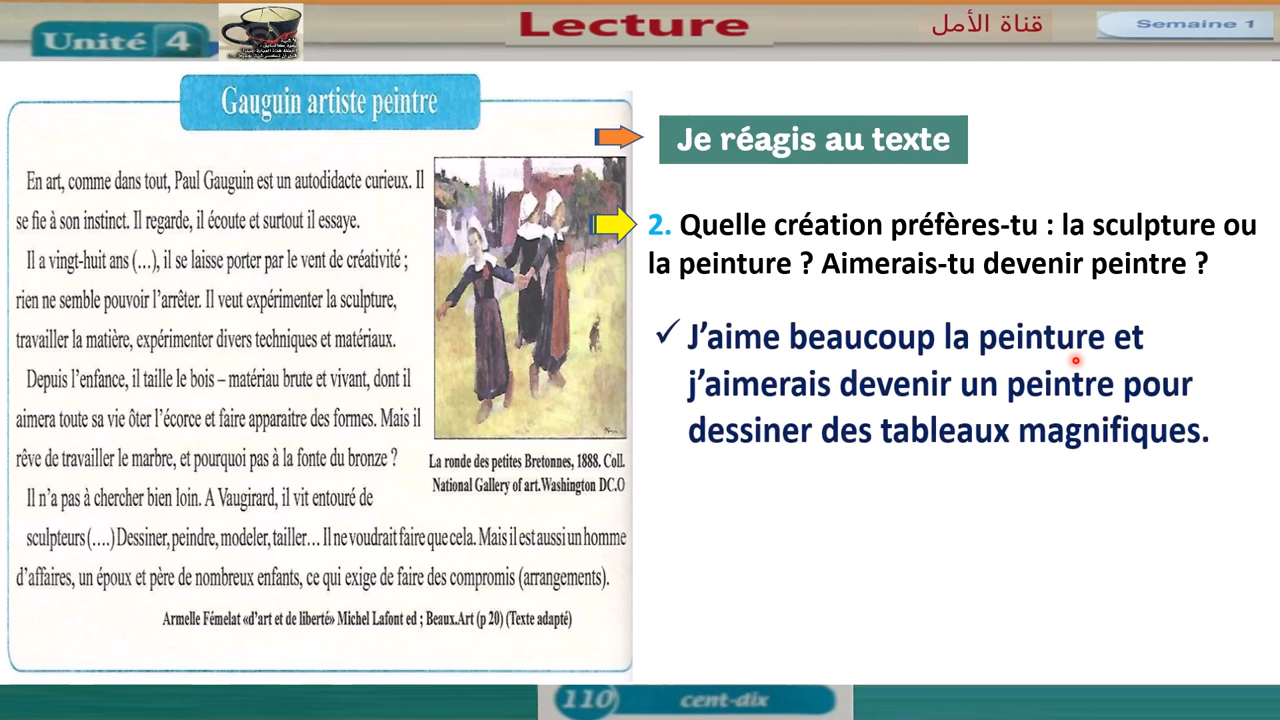 Unité 4
Lecture
قناة الأمل
Semaine 1
Gauguin artiste peintre
En art, comme dans tout, Paul Gauguin est un autodidacte curieux. Il
se fie à son instinct. Il regarde, il écoute et surtout il essaye.
Il a vingt-huit ans (...), il se laisse porter par le vent de créativité ;
rien ne semble pouvoir l'arrêter. Il veut expérimenter la sculpture,
travailler la matière, expérimenter divers techniques et matériaux.
Depuis l'enfance, il taille le bois – matériau brute et vivant, dont il
aimera toute sa vie ôter l'écorce et faire apparaitre des formes. Mais il
rêve de travailler le marbre, et pourquoi pas à la fonte du bronze ?
Il n'a pas à chercher bien loin. A Vaugirard, il vit entouré de
sculpteurs (....) Dessiner, peindre, modeler, tailler... Il ne voudrait faire que cela. Mais il est aussi un homme
d'affaires, un époux et père de nombreux enfants, ce qui exige de faire des compromis (arrangements).
Armelle Fémelat «d'art et de liberté» Michel Lafont ed ; Beaux.Art (p 20) (Texte adapté)
La ronde des petites Bretonnes, 1888. Coll.
National Gallery of art.Washington DC.O
Je réagis au texte
2. Quelle création préfères-tu : la sculpture ou
la peinture ? Aimerais-tu devenir peintre ?
✓ J'aime beaucoup la peinture et
j'aimerais devenir un peintre pour
dessiner des tableaux magnifiques.
110 cent-dix